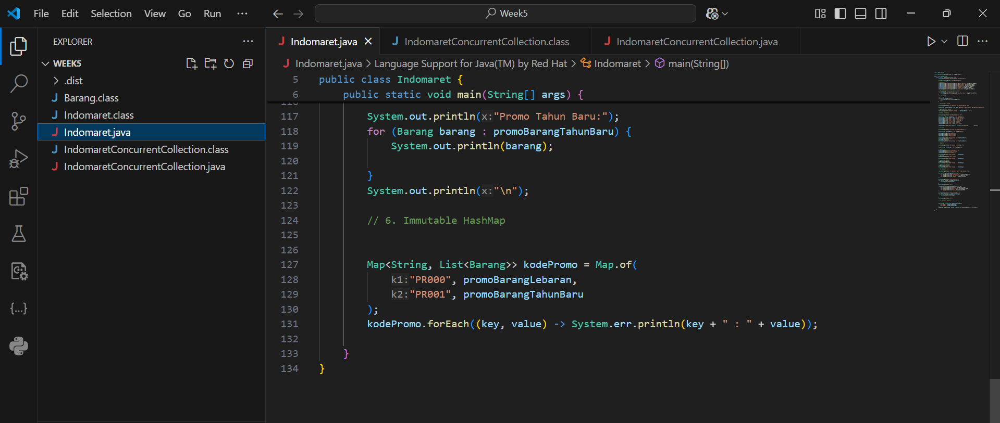 File Edit Selection View Go Run ··· Week5
EXPLORER ···
Indomaret.java IndomaretConcurrentCollection.class IndomaretConcurrentCollection.java ···
WEEK5
.dist
Barang.class
Indomaret.class
Indomaret.java
IndomaretConcurrentCollection.class
IndomaretConcurrentCollection.java
Indomaret.java > Language Support for Java(TM) by Red Hat > Indomaret > main(String[])
5 public class Indomaret {
6 public static void main(String[] args) {
116
117 System.out.println(x:"Promo Tahun Baru:");
118 for (Barang barang : promoBarangTahunBaru) {
119 System.out.println(barang);
120
121 }
122 System.out.println(x:"\n");
123
124 // 6. Immutable HashMap
125
126
127 Map<String, List<Barang>> kodePromo = Map.of(
128 k1:"PR000", promoBarangLebaran,
129 k2:"PR001", promoBarangTahunBaru
130 );
131 kodePromo.forEach((key, value) -> System.err.println(key + " : " + value));
132
133 }
134 }